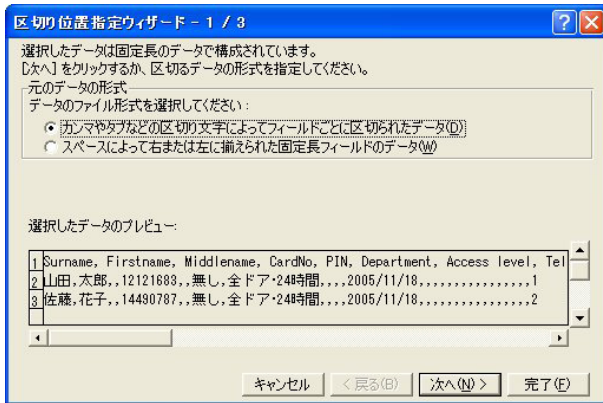 区切り位置指定ウィザード - 1 / 3
選択したデータは固定長のデータで構成されています。
[次へ] をクリックするか、区切るデータの形式を指定してください。
元のデータの形式
データのファイル形式を選択してください:
カンマやタブなどの区切り文字によってフィールドごとに区切られたデータ(D)
スペースによって右または左に揃えられた固定長フィールドのデータ(W)
選択したデータのプレビュー:
1 Surname, Firstname, Middlename, CardNo, PIN, Department, Access level, Tel
2 山田,太郎,,12121683,,無し,全ドア・24時間,,,,2005/11/18,,,,,,,,,,,,,,,,1
3 佐藤,花子,,14490787,,無し,全ドア・24時間,,,,2005/11/18,,,,,,,,,,,,,,,,2
キャンセル < 戻る(B) 次へ(N) > 完了(F)